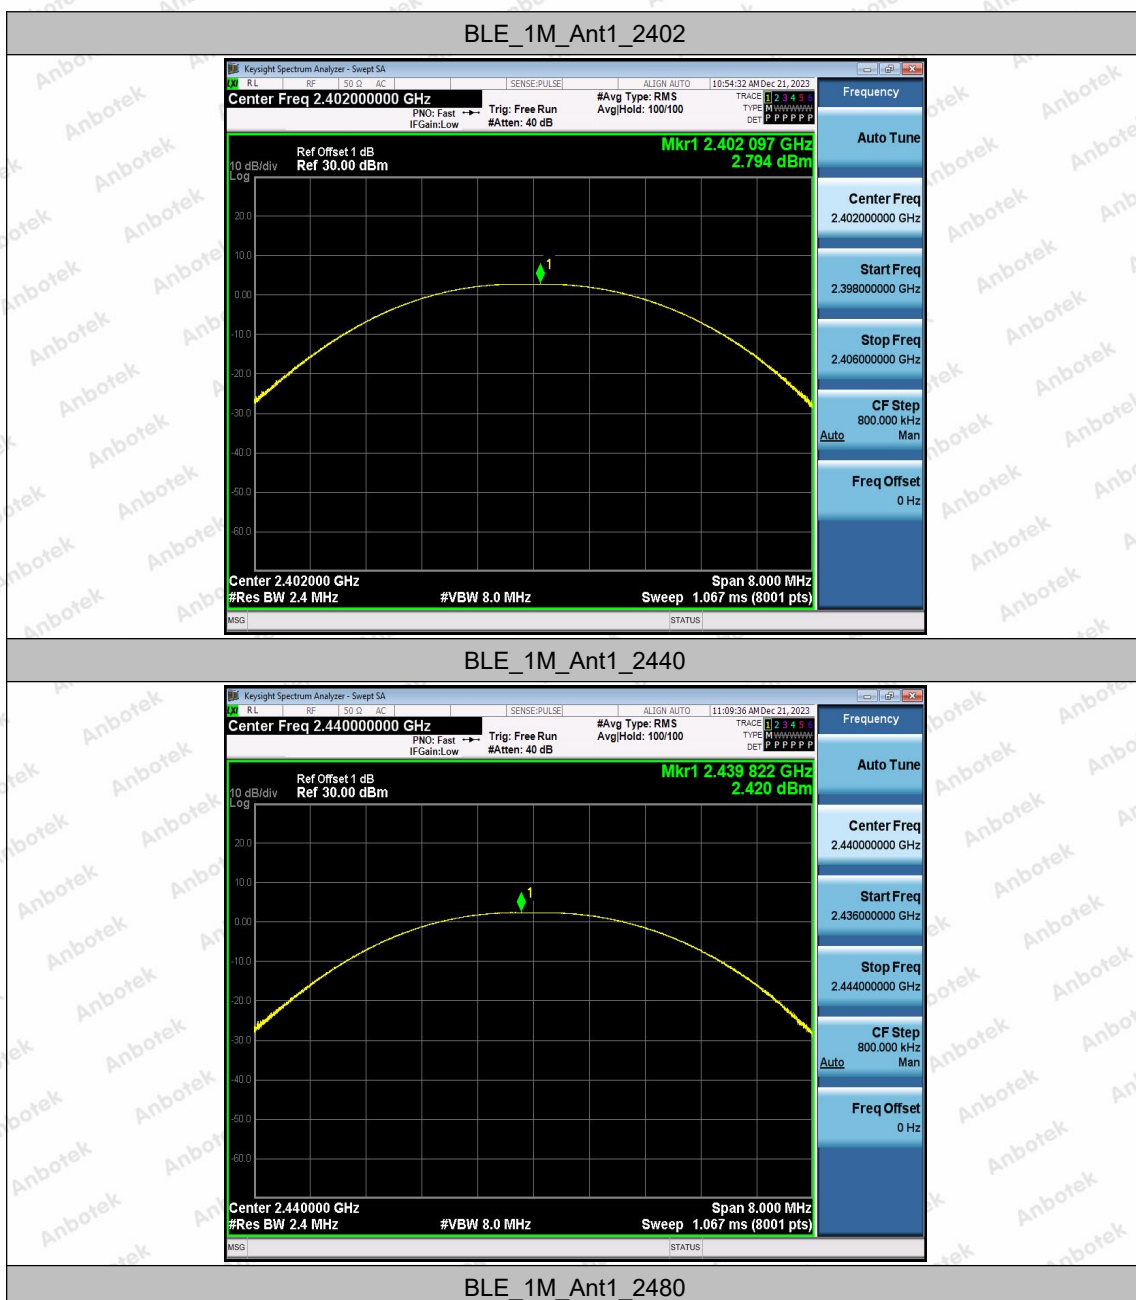 BLE_1M_Ant1_2402
Keysight Spectrum Analyzer - Swept SA
RL RF 50 Ω AC SENSE:PULSE ALIGN AUTO 10:54:32 AM Dec 21, 2023
Center Freq 2.402000000 GHz
PNO: Fast
IFGain:Low
Trig: Free Run
#Atten: 40 dB
#Avg Type: RMS
Avg|Hold: 100/100
TRACE 1 2 3 4 5 6
TYPE M W W W W W
DET P P P P P P
Mkr1 2.402 097 GHz
2.794 dBm
Ref Offset 1 dB
10 dB/div Ref 30.00 dBm
Log
20.0
10.0
0.00
-10.0
-20.0
-30.0
-40.0
-50.0
-60.0
1
Center 2.402000 GHz Span 8.000 MHz
#Res BW 2.4 MHz #VBW 8.0 MHz Sweep 1.067 ms (8001 pts)
MSG STATUS
Frequency
Auto Tune
Center Freq
2.402000000 GHz
Start Freq
2.398000000 GHz
Stop Freq
2.406000000 GHz
CF Step
800.000 kHz
Auto Man
Freq Offset
0 Hz
BLE_1M_Ant1_2440
Keysight Spectrum Analyzer - Swept SA
RL RF 50 Ω AC SENSE:PULSE ALIGN AUTO 11:09:36 AM Dec 21, 2023
Center Freq 2.440000000 GHz
PNO: Fast
IFGain:Low
Trig: Free Run
#Atten: 40 dB
#Avg Type: RMS
Avg|Hold: 100/100
TRACE 1 2 3 4 5 6
TYPE M W W W W W
DET P P P P P P
Mkr1 2.439 822 GHz
2.420 dBm
Ref Offset 1 dB
10 dB/div Ref 30.00 dBm
Log
20.0
10.0
0.00
-10.0
-20.0
-30.0
-40.0
-50.0
-60.0
1
Center 2.440000 GHz Span 8.000 MHz
#Res BW 2.4 MHz #VBW 8.0 MHz Sweep 1.067 ms (8001 pts)
MSG STATUS
Frequency
Auto Tune
Center Freq
2.440000000 GHz
Start Freq
2.436000000 GHz
Stop Freq
2.444000000 GHz
CF Step
800.000 kHz
Auto Man
Freq Offset
0 Hz
BLE_1M_Ant1_2480